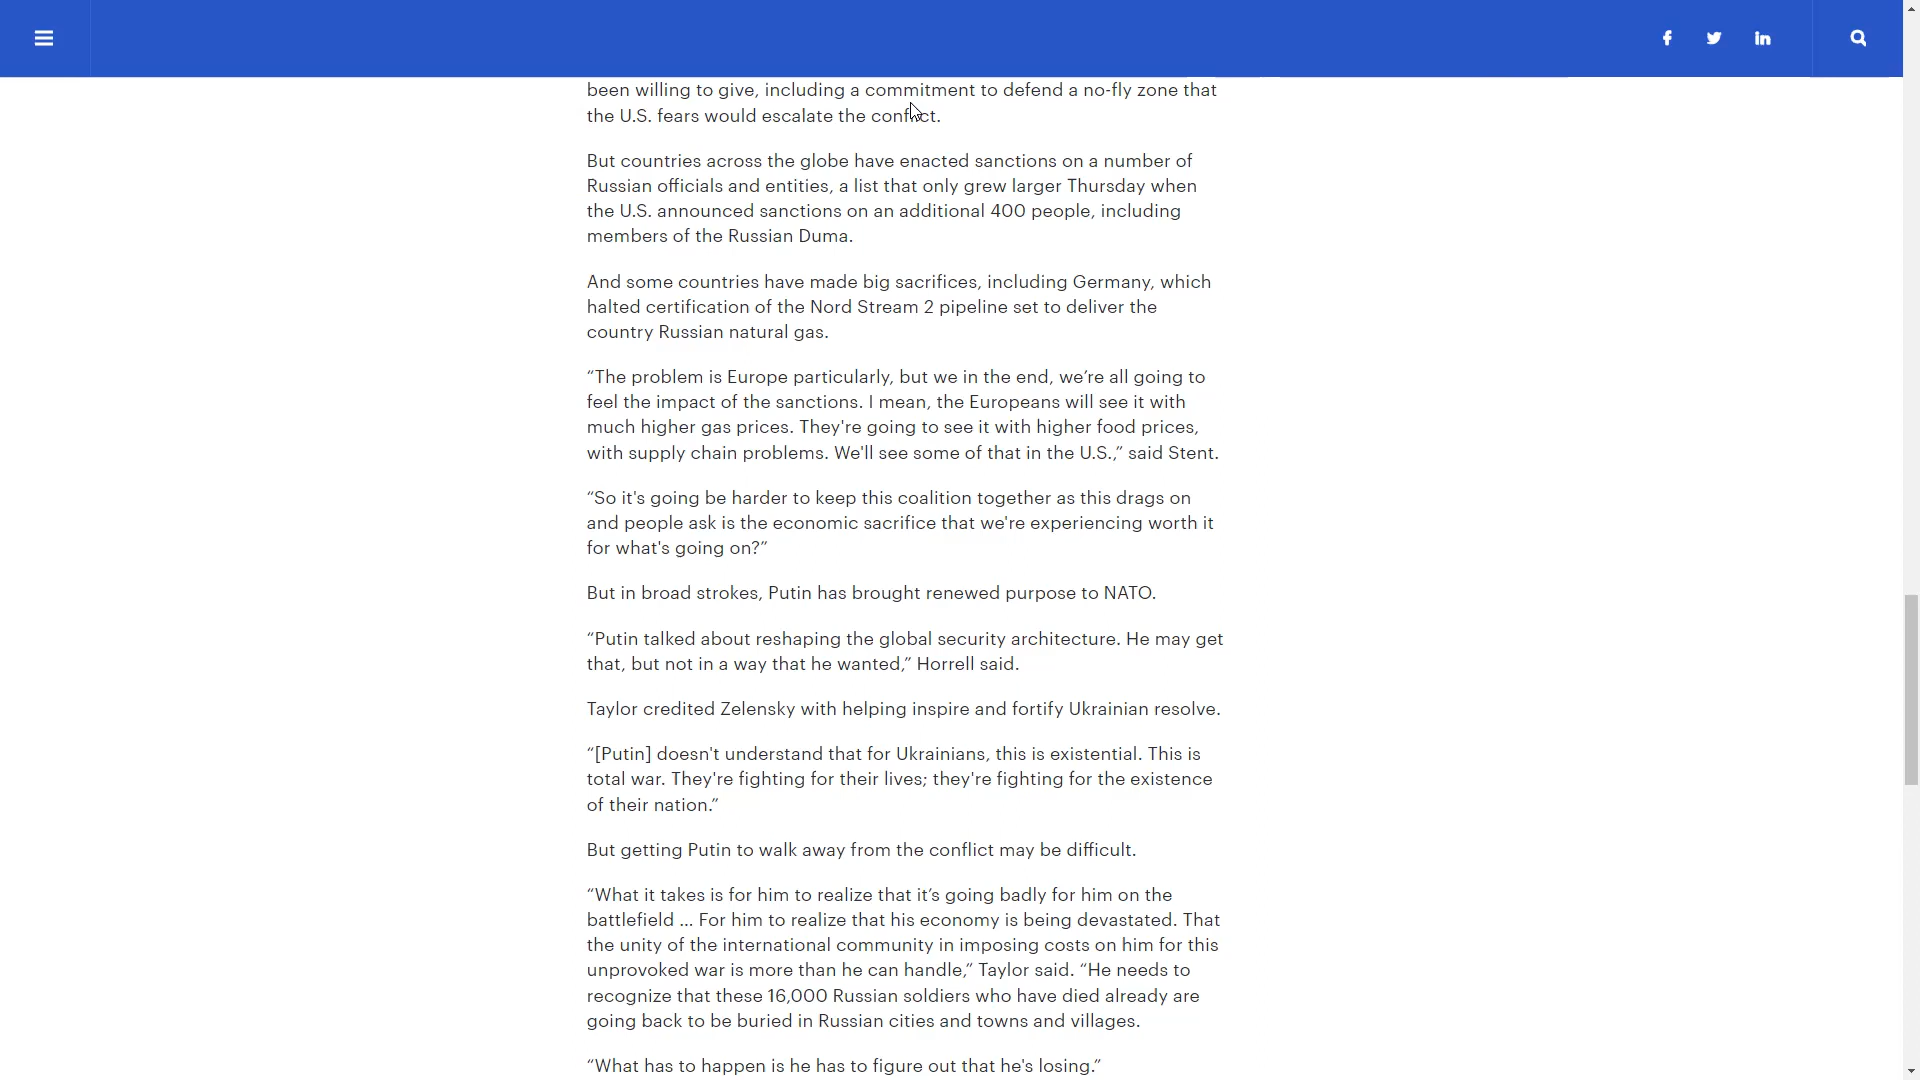 been willing to give, including a commitment to defend a no-fly zone that
the U.S. fears would escalate the conflict.
But countries across the globe have enacted sanctions on a number of
Russian officials and entities, a list that only grew larger Thursday when
the U.S. announced sanctions on an additional 400 people, including
members of the Russian Duma.
And some countries have made big sacrifices, including Germany, which
halted certification of the Nord Stream 2 pipeline set to deliver the
country Russian natural gas.
“The problem is Europe particularly, but we in the end, we’re all going to
feel the impact of the sanctions. I mean, the Europeans will see it with
much higher gas prices. They're going to see it with higher food prices,
with supply chain problems. We'll see some of that in the U.S.,” said Stent.
“So it's going be harder to keep this coalition together as this drags on
and people ask is the economic sacrifice that we're experiencing worth it
for what's going on?”
But in broad strokes, Putin has brought renewed purpose to NATO.
“Putin talked about reshaping the global security architecture. He may get
that, but not in a way that he wanted,” Horrell said.
Taylor credited Zelensky with helping inspire and fortify Ukrainian resolve.
“[Putin] doesn't understand that for Ukrainians, this is existential. This is
total war. They're fighting for their lives; they're fighting for the existence
of their nation.”
But getting Putin to walk away from the conflict may be difficult.
“What it takes is for him to realize that it’s going badly for him on the
battlefield ... For him to realize that his economy is being devastated. That
the unity of the international community in imposing costs on him for this
unprovoked war is more than he can handle,” Taylor said. “He needs to
recognize that these 16,000 Russian soldiers who have died already are
going back to be buried in Russian cities and towns and villages.
“What has to happen is he has to figure out that he's losing.”